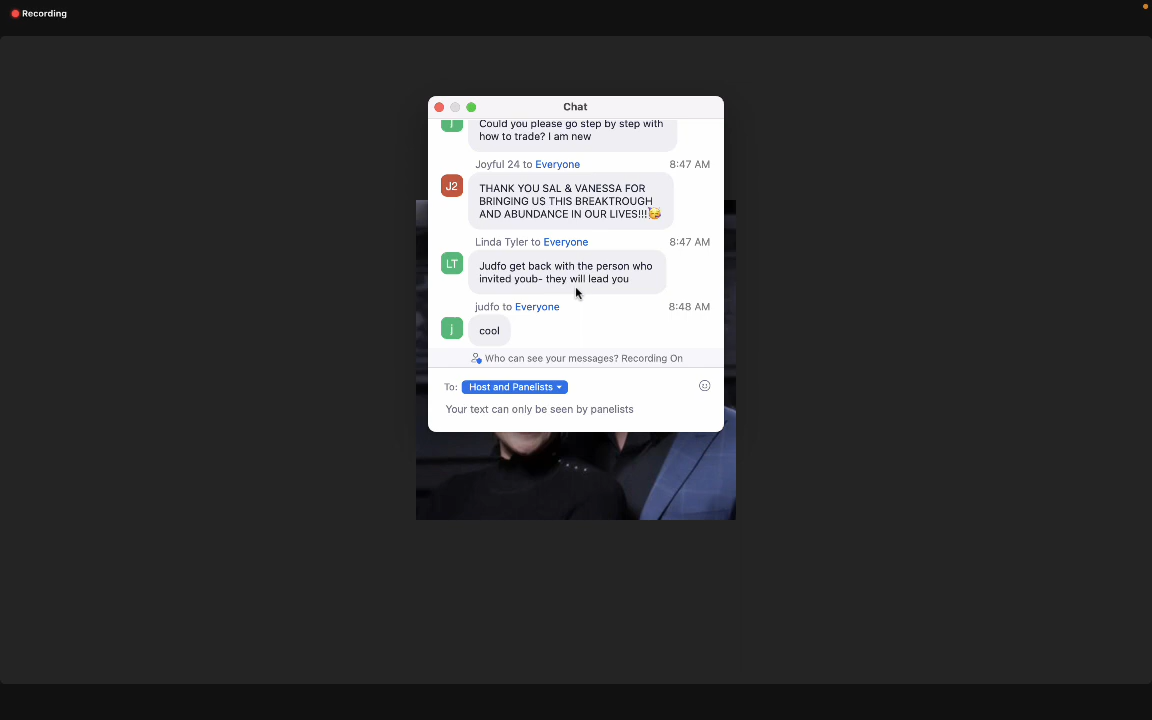 Recording
Chat
Could you please go step by step with
how to trade? I am new
Joyful 24 to Everyone 8:47 AM
J2
THANK YOU SAL & VANESSA FOR
BRINGING US THIS BREAKTROUGH
AND ABUNDANCE IN OUR LIVES!!!🥳
Linda Tyler to Everyone 8:47 AM
LT
Judfo get back with the person who
invited youb- they will lead you
judfo to Everyone 8:48 AM
j
cool
Who can see your messages? Recording On
To: Host and Panelists
Your text can only be seen by panelists